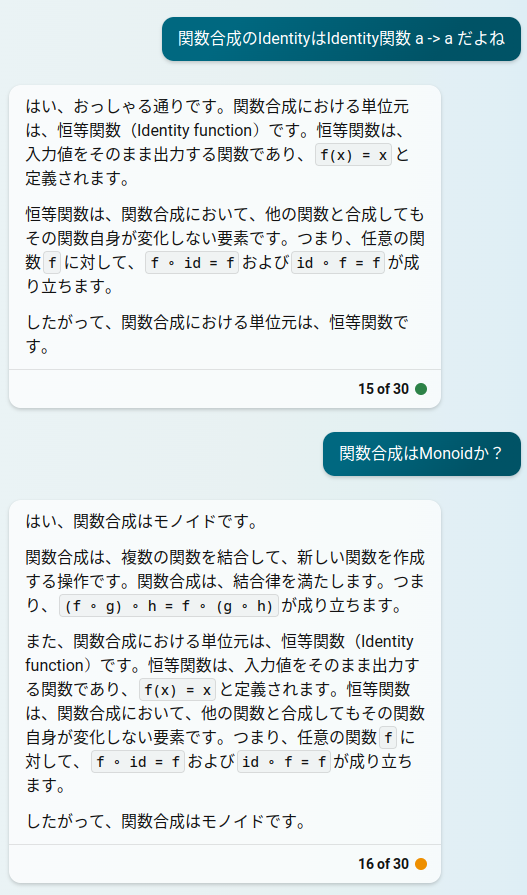 関数合成のIdentityはIdentity関数 a -> a だよね
はい、おっしゃる通りです。関数合成における単位元
は、恒等関数（Identity function）です。恒等関数は、
入力値をそのまま出力する関数であり、 f(x) = x と
定義されます。
恒等関数は、関数合成において、他の関数と合成しても
その関数自身が変化しない要素です。つまり、任意の関
数 f に対して、 f ∘ id = f および id ∘ f = f が成
り立ちます。
したがって、関数合成における単位元は、恒等関数で
す。
15 of 30
関数合成はMonoidか？
はい、関数合成はモノイドです。
関数合成は、複数の関数を結合して、新しい関数を作成
する操作です。関数合成は、結合律を満たします。つま
り、 (f ∘ g) ∘ h = f ∘ (g ∘ h) が成り立ちます。
また、関数合成における単位元は、恒等関数（Identity
function）です。恒等関数は、入力値をそのまま出力す
る関数であり、 f(x) = x と定義されます。恒等関数
は、関数合成において、他の関数と合成してもその関数
自身が変化しない要素です。つまり、任意の関数 f に
対して、 f ∘ id = f および id ∘ f = f が成り立ち
ます。
したがって、関数合成はモノイドです。
16 of 30